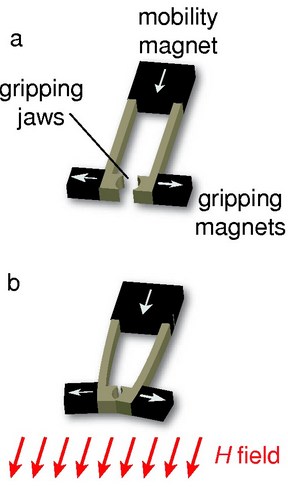 a
mobility
magnet
gripping
jaws
gripping
magnets
b
H field